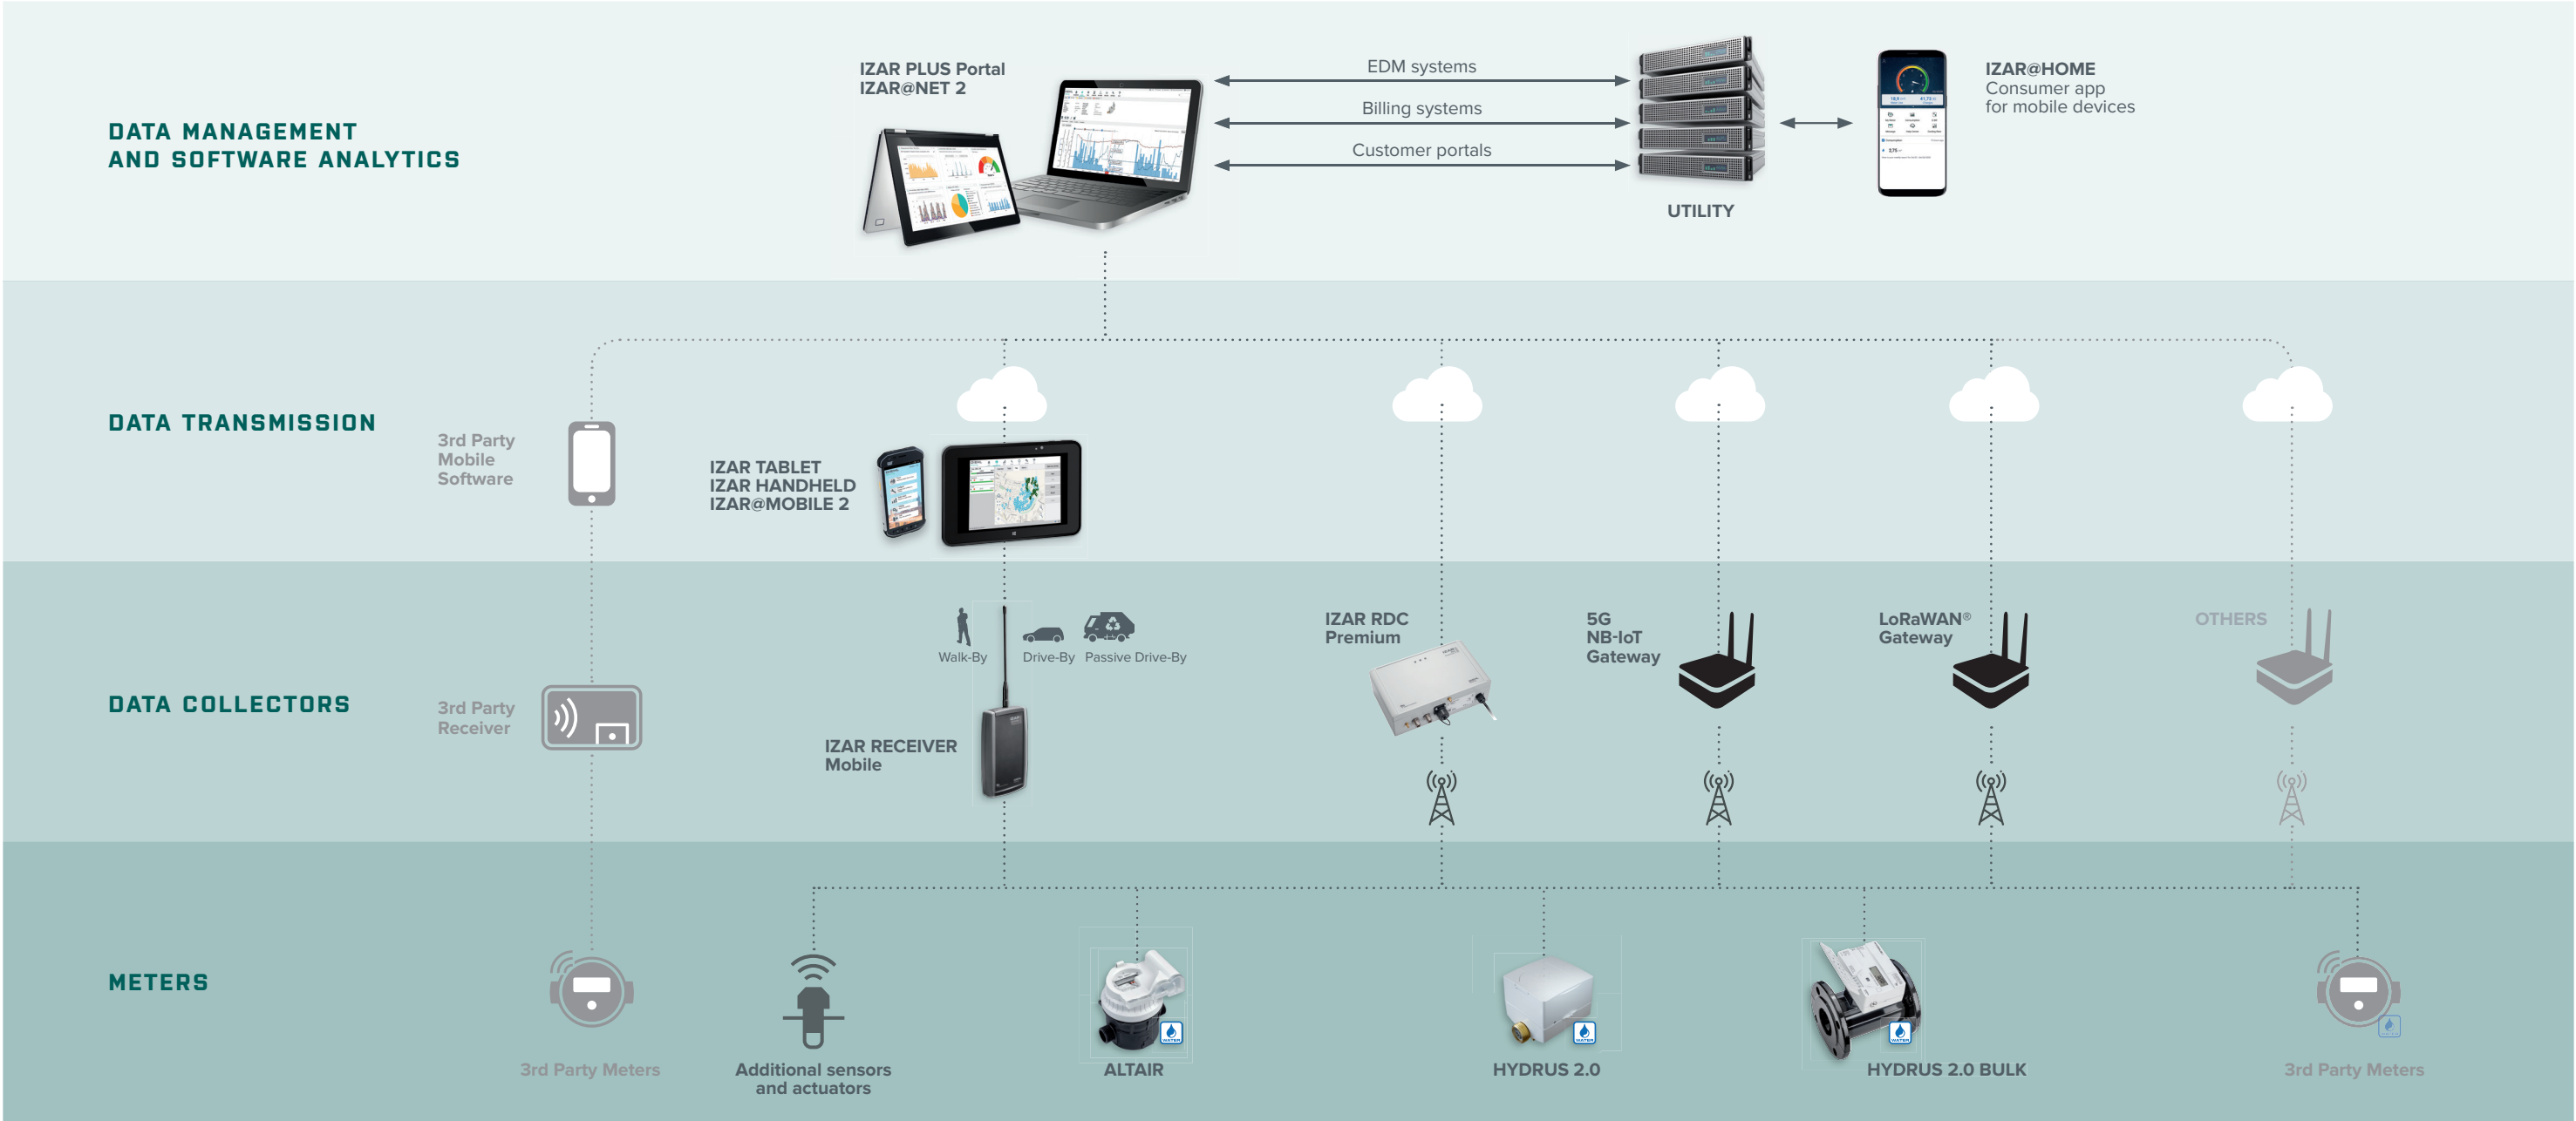 IZAR PLUS Portal
IZAR@NET 2
EDM systems
Billing systems
Customer portals
UTILITY
IZAR@HOME
Consumer app
for mobile devices
DATA MANAGEMENT
AND SOFTWARE ANALYTICS
DATA TRANSMISSION
3rd Party
Mobile
Software
IZAR TABLET
IZAR HANDHELD
IZAR@MOBILE 2
DATA COLLECTORS
3rd Party
Receiver
Walk-By
Drive-By
Passive Drive-By
IZAR RECEIVER
Mobile
IZAR RDC
Premium
5G
NB-IoT
Gateway
LoRaWAN®
Gateway
OTHERS
METERS
3rd Party Meters
Additional sensors
and actuators
WATER
ALTAIR
WATER
HYDRUS 2.0
WATER
HYDRUS 2.0 BULK
3rd Party Meters